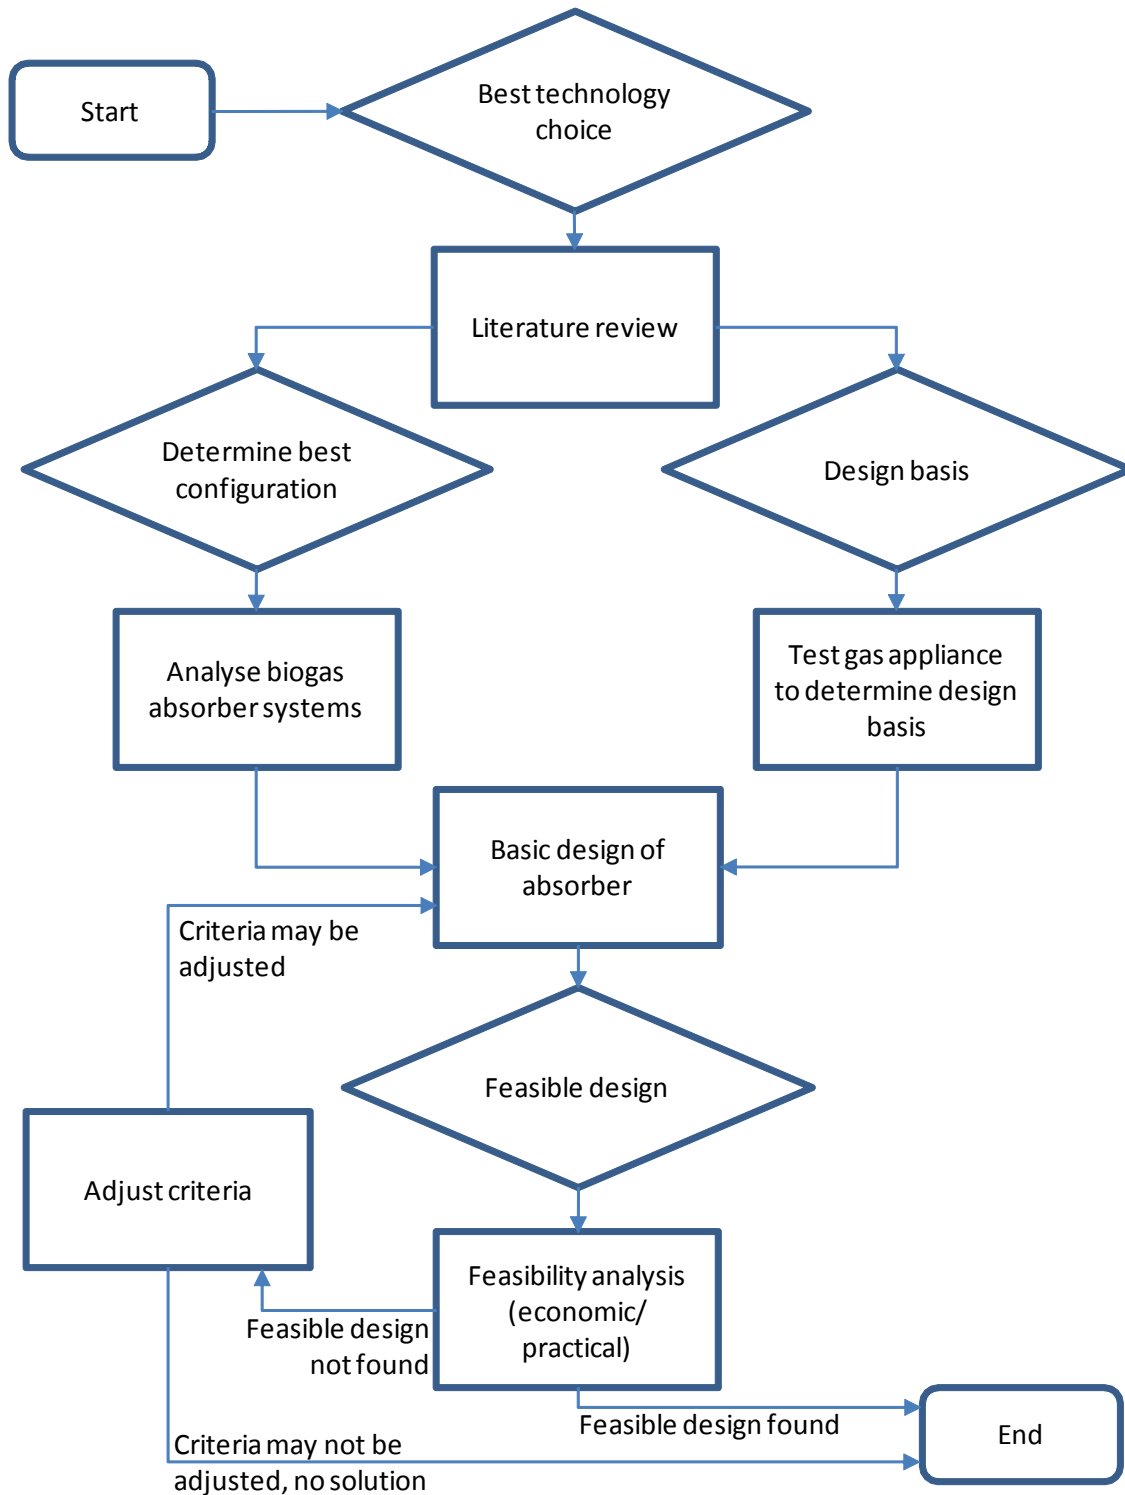 Start
Best technology
choice
Literature review
Determine best
configuration
Design basis
Analyse biogas
absorber systems
Test gas appliance
to determine design
basis
Basic design of
absorber
Criteria may be
adjusted
Feasible design
Adjust criteria
Feasibility analysis
(economic/
practical)
Feasible design
not found
Feasible design found
End
Criteria may not be
adjusted, no solution